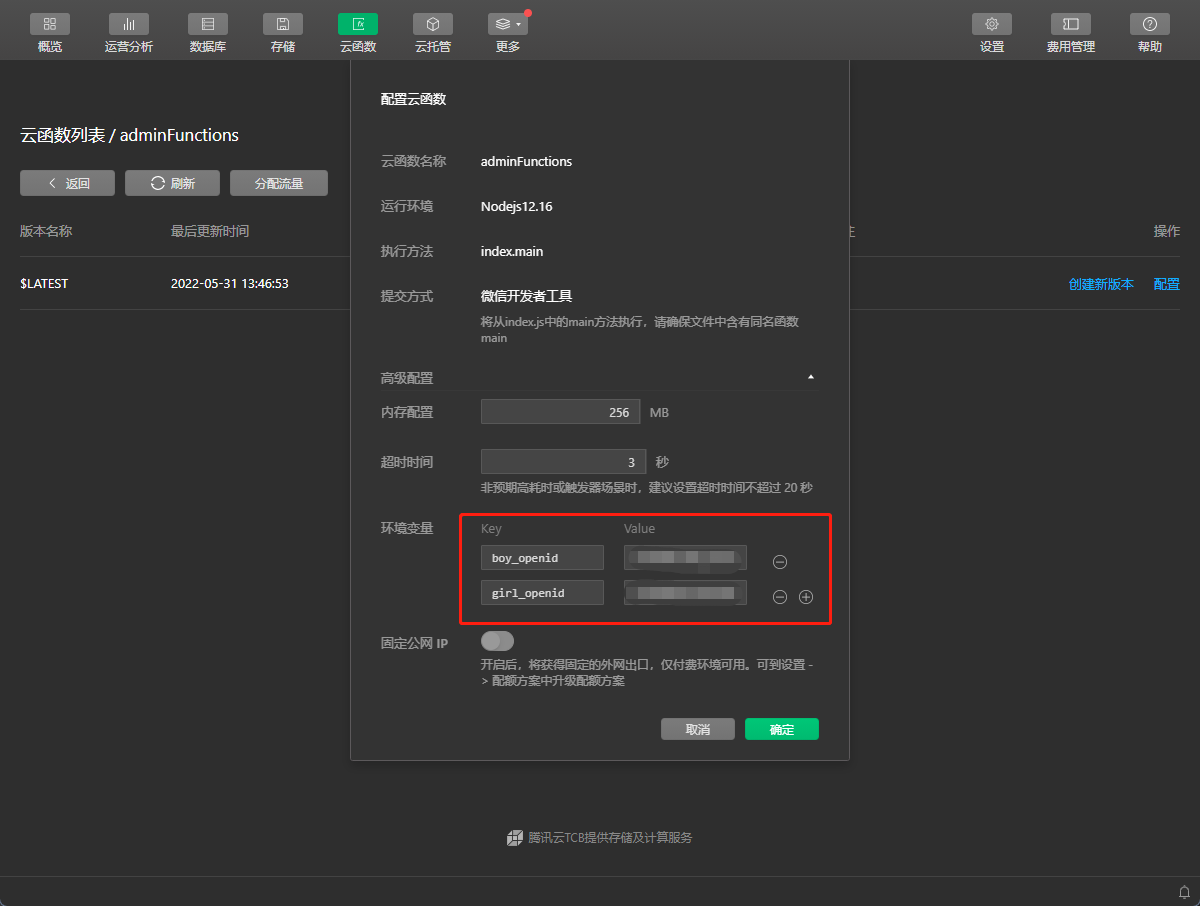 概览
运营分析
数据库
存储
云函数
云托管
更多
设置
费用管理
帮助
配置云函数
云函数列表 / adminFunctions
云函数名称 adminFunctions
返回
刷新
分配流量
运行环境 Nodejs12.16
版本名称
最后更新时间
操作
执行方法 index.main
$LATEST
2022-05-31 13:46:53
创建新版本
配置
提交方式 微信开发者工具
将从index.js中的main方法执行，请确保文件中含有同名函数
main
高级配置
内存配置 256 MB
超时时间 3 秒
非预期高耗时或触发器场景时，建议设置超时时间不超过 20 秒
环境变量 Key Value
boy_openid
girl_openid
固定公网 IP
开启后，将获得固定的外网出口，仅付费环境可用。可到设置 -
> 配额方案中升级配额方案
取消
确定
腾讯云TCB提供存储及计算服务